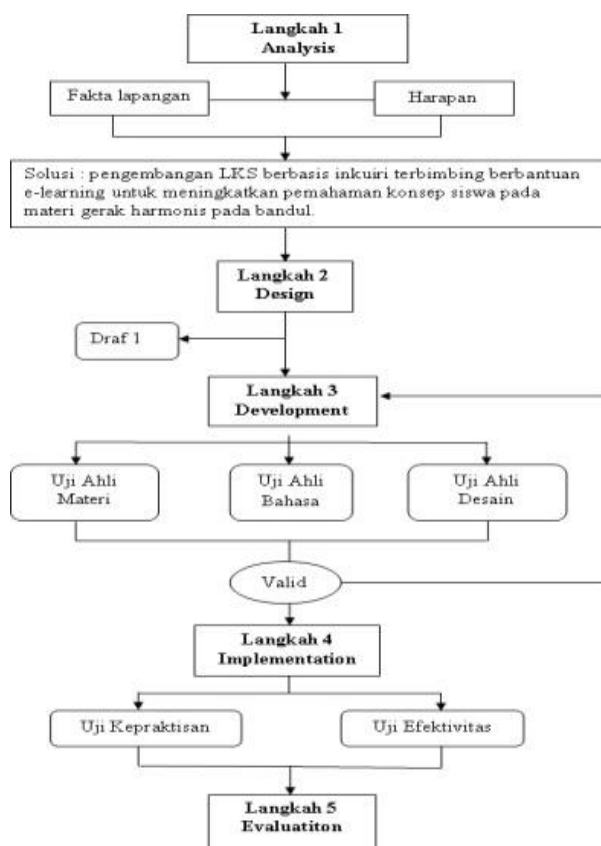 Langkah 1
Analysis
Fakta lapangan
Harapan
Solusi : pengembangan LKS berbasis inkuiri terbimbing berbantuan
e-learning untuk meningkatkan pemahaman konsep siswa pada
materi gerak harmonis pada bandul.
Langkah 2
Design
Draf 1
Langkah 3
Development
Uji Ahli
Materi
Uji Ahli
Bahasa
Uji Ahli
Desain
Valid
Langkah 4
Implementation
Uji Kepraktisan
Uji Efektivitas
Langkah 5
Evaluatiton